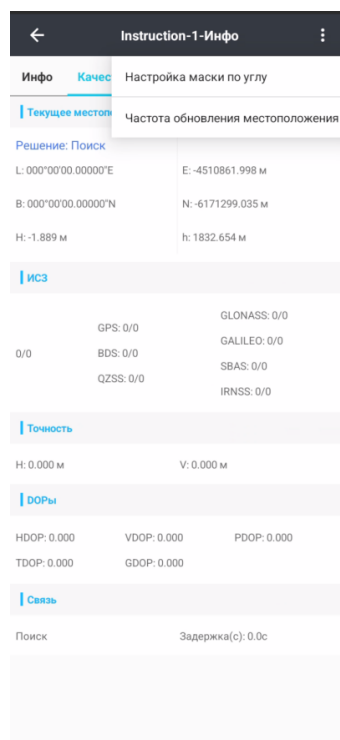 Instruction-1-Инфо
Инфо Качес Настройка маски по углу
Текущее местопо Частота обновления местоположения
Решение: Поиск
L: 000°00'00.00000"E E: -4510861.998 м
B: 000°00'00.00000"N N: -6171299.035 м
H: -1.889 м h: 1832.654 м
ИСЗ
0/0 GPS: 0/0 GLONASS: 0/0
BDS: 0/0 GALILEO: 0/0
QZSS: 0/0 SBAS: 0/0
IRNSS: 0/0
Точность
H: 0.000 м V: 0.000 м
DOPы
HDOP: 0.000 VDOP: 0.000 PDOP: 0.000
TDOP: 0.000 GDOP: 0.000
Связь
Поиск Задержка(с): 0.0с